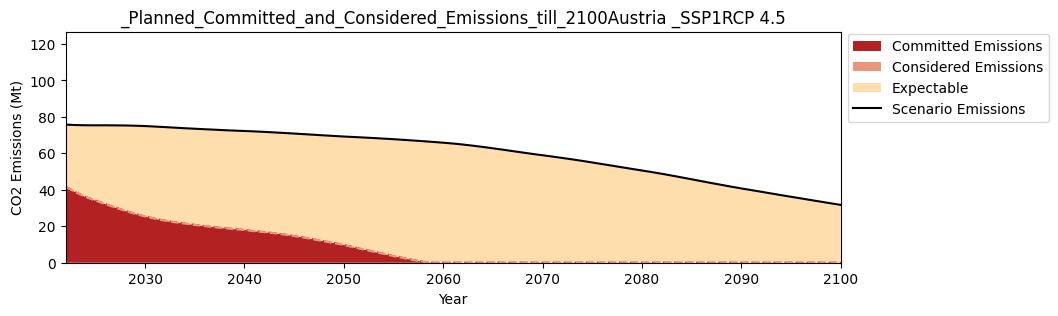 _Planned_Committed_and_Considered_Emissions_till_2100Austria _SSP1RCP 4.5
Committed Emissions
Considered Emissions
Expectable
Scenario Emissions
CO2 Emissions (Mt)
120
100
80
60
40
20
0
2030 2040 2050 2060 2070 2080 2090 2100
Year